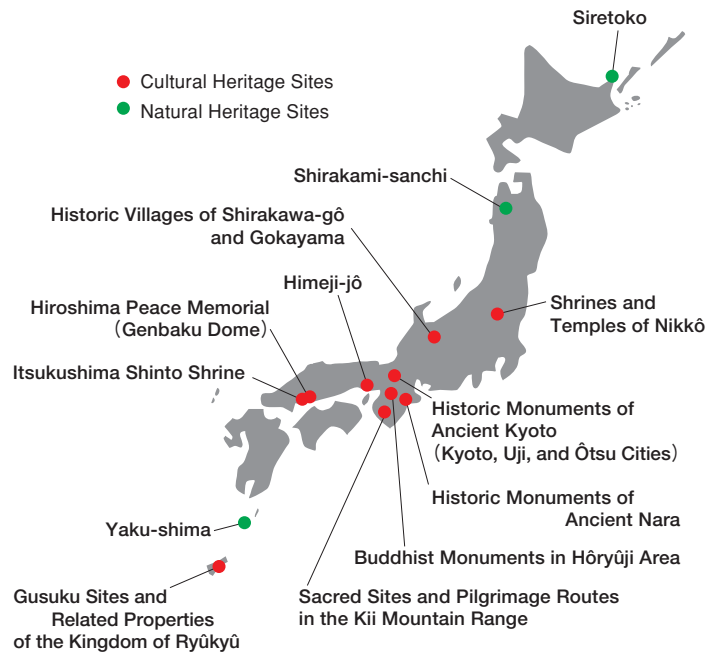 Siretoko
Cultural Heritage Sites
Natural Heritage Sites
Shirakami-sanchi
Historic Villages of Shirakawa-gô
and Gokayama
Himeji-jô
Hiroshima Peace Memorial
(Genbaku Dome)
Shrines and
Temples of Nikkô
Itsukushima Shinto Shrine
Historic Monuments of
Ancient Kyoto
(Kyoto, Uji, and Ôtsu Cities)
Historic Monuments of
Ancient Nara
Yaku-shima
Buddhist Monuments in Hôryûji Area
Gusuku Sites and
Related Properties
of the Kingdom of Ryûkyû
Sacred Sites and Pilgrimage Routes
in the Kii Mountain Range